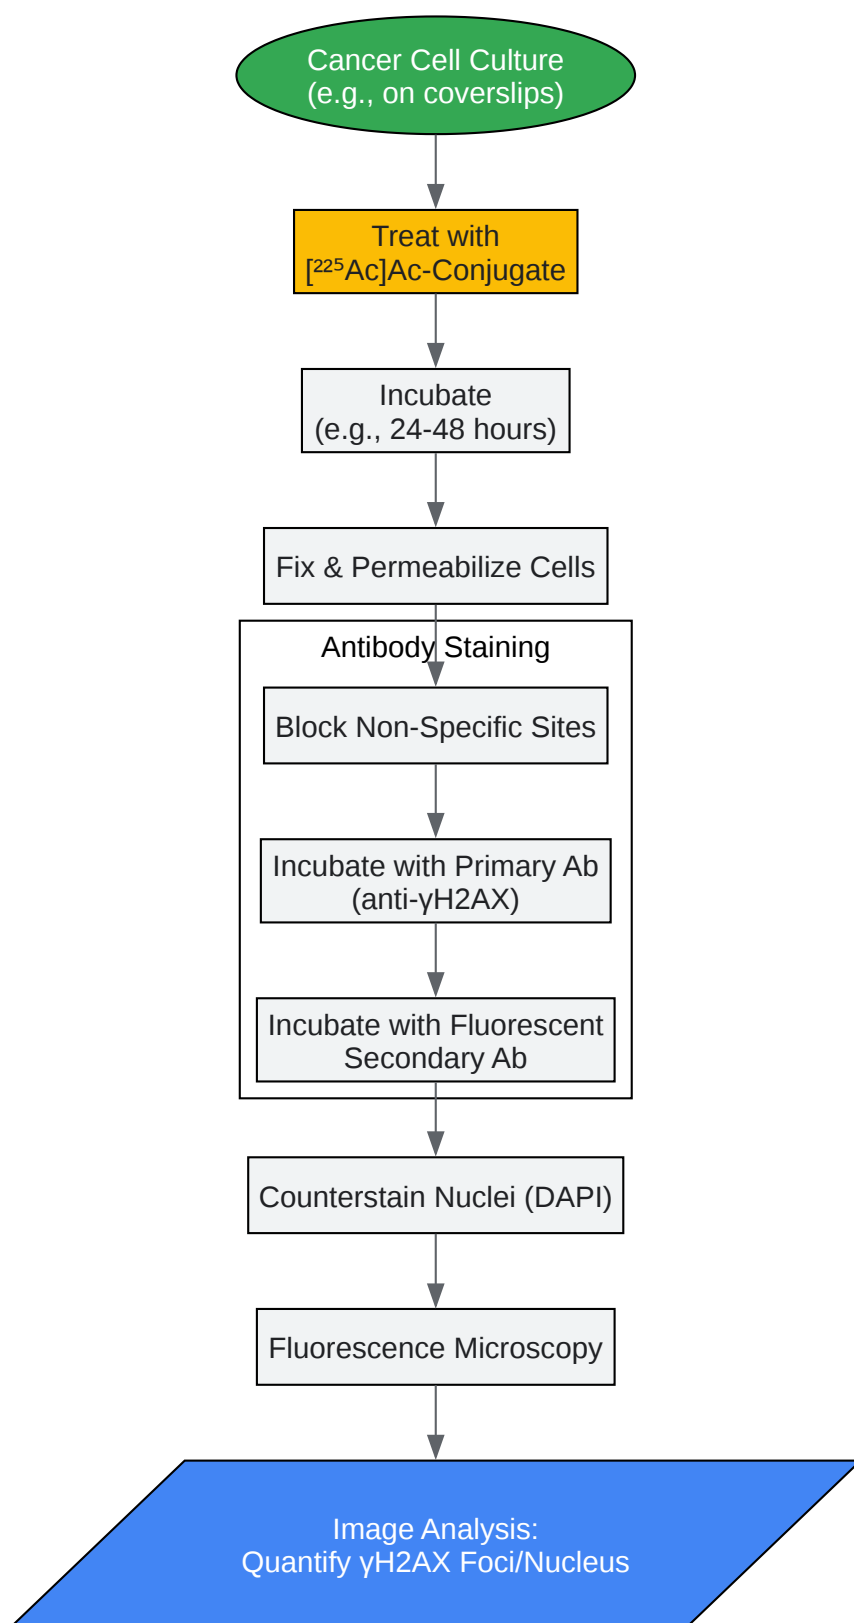 Cancer Cell Culture
(e.g., on coverslips)
Treat with
[²²⁵Ac]Ac-Conjugate
Incubate
(e.g., 24-48 hours)
Fix & Permeabilize Cells
Antibody Staining
Block Non-Specific Sites
Incubate with Primary Ab
(anti-γH2AX)
Incubate with Fluorescent
Secondary Ab
Counterstain Nuclei (DAPI)
Fluorescence Microscopy
Image Analysis:
Quantify γH2AX Foci/Nucleus